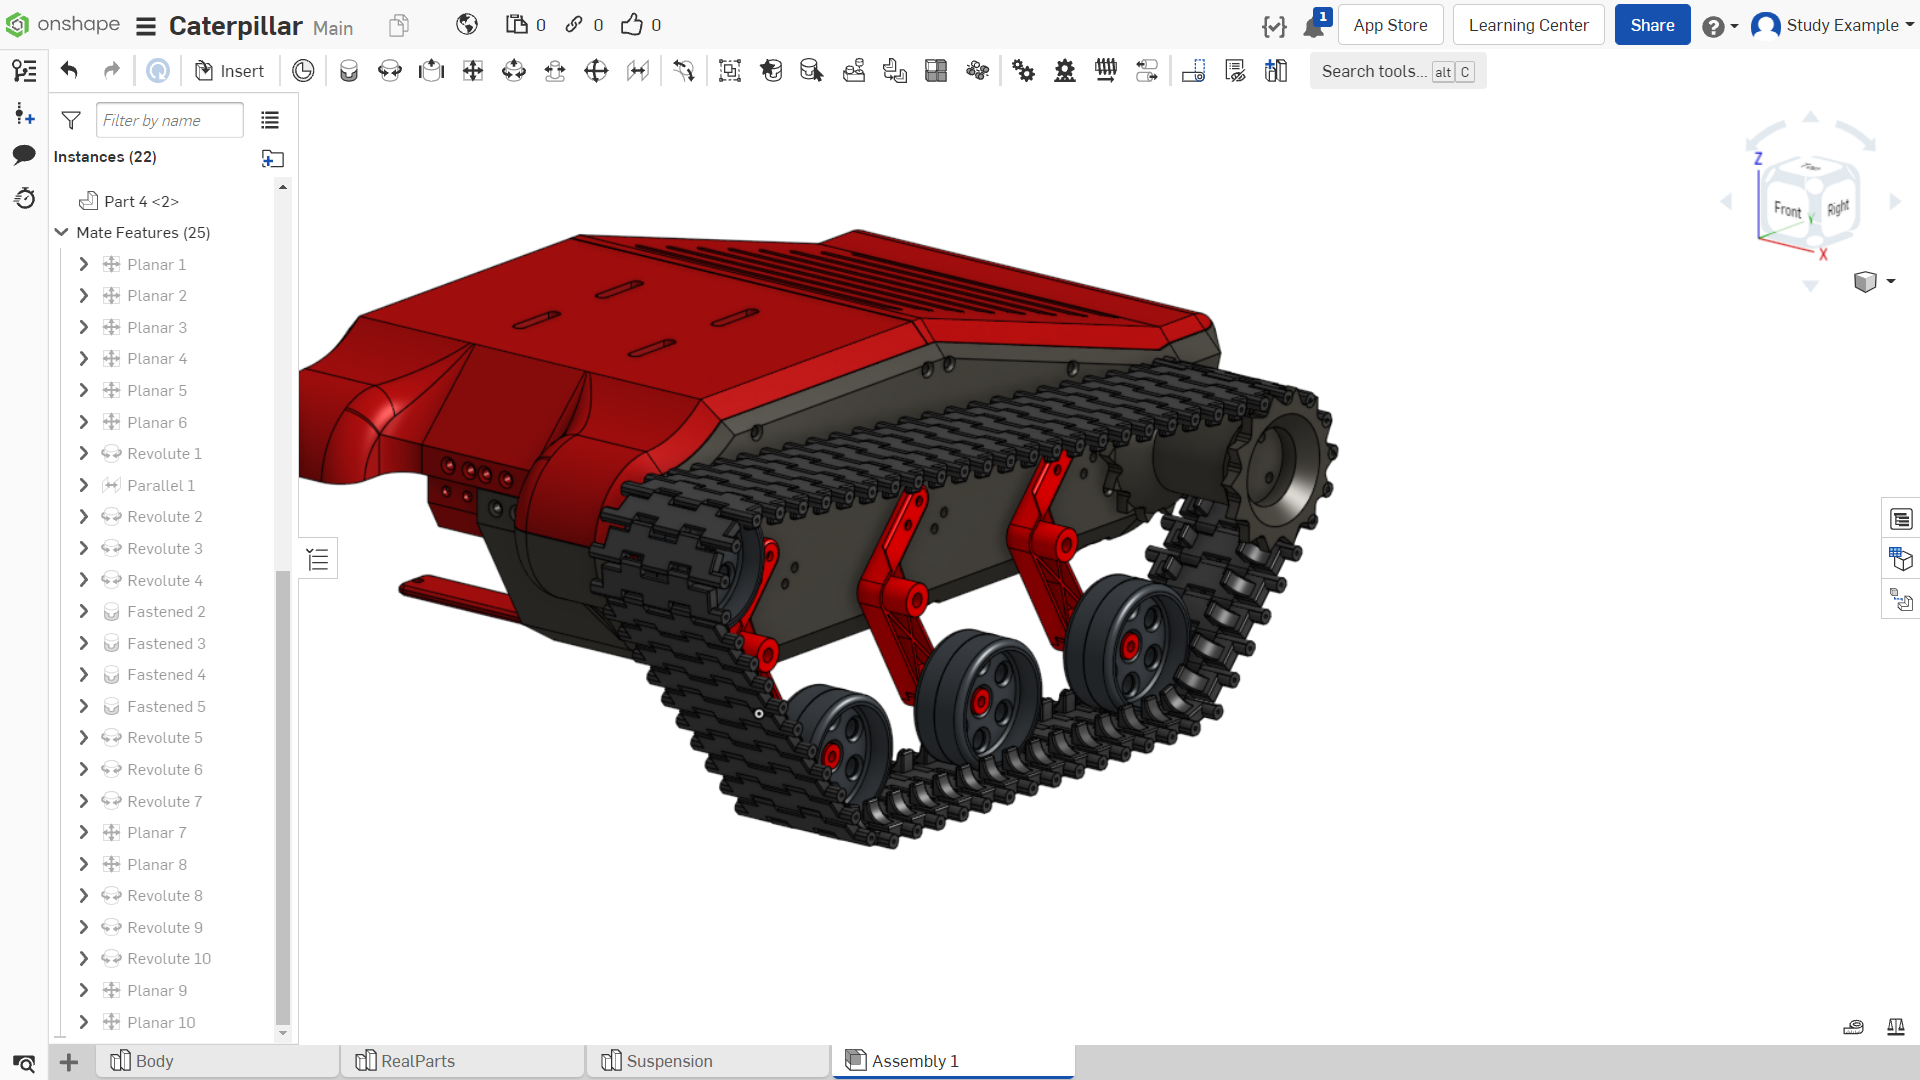 onshape
Caterpillar Main
0
0
0
1
App Store
Learning Center
Share
Study Example
Insert
Search tools... alt C
Filter by name
Instances (22)
Part 4 <2>
Mate Features (25)
Planar 1
Planar 2
Planar 3
Planar 4
Planar 5
Planar 6
Revolute 1
Parallel 1
Revolute 2
Revolute 3
Revolute 4
Fastened 2
Fastened 3
Fastened 4
Fastened 5
Revolute 5
Revolute 6
Revolute 7
Planar 7
Planar 8
Revolute 8
Revolute 9
Revolute 10
Planar 9
Planar 10
Z
Top
Front
Right
Y
X
Body
RealParts
Suspension
Assembly 1